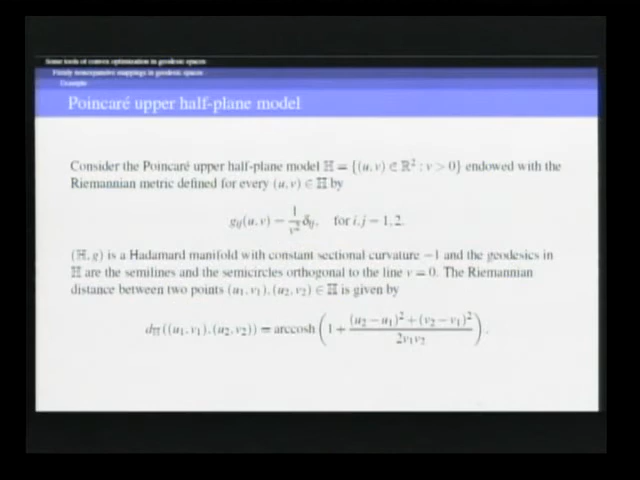 Some tools of convex optimization in geodesic spaces
Firmly nonexpansive mappings in geodesic spaces
Example
Poincaré upper half-plane model
Consider the Poincaré upper half-plane model ℍ = {(u, v) ∈ ℝ² : v > 0} endowed with the
Riemannian metric defined for every (u, v) ∈ ℍ by
g_ij(u, v) = 1/v² δ_ij, for i, j = 1, 2.
(ℍ, g) is a Hadamard manifold with constant sectional curvature −1 and the geodesics in
ℍ are the semilines and the semicircles orthogonal to the line v = 0. The Riemannian
distance between two points (u₁, v₁), (u₂, v₂) ∈ ℍ is given by
d_ℍ((u₁, v₁), (u₂, v₂)) = arccosh (1 + ((u₂ − u₁)² + (v₂ − v₁)²)/(2v₁v₂)).